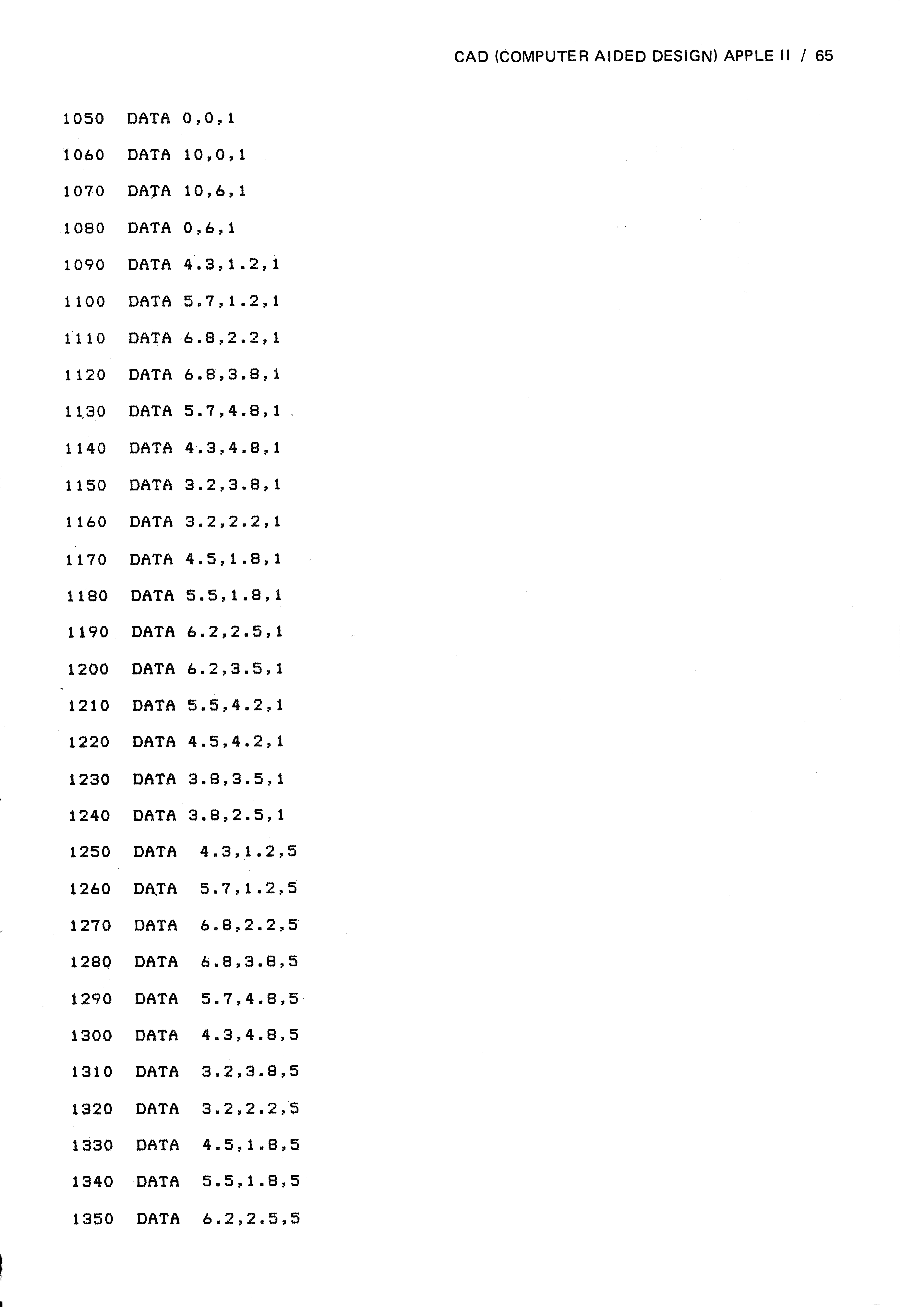 CAD (COMPUTER AIDED DESIGN) APPLE II / 65
1050 DATA 0,0,1
1060 DATA 10,0,1
1070 DATA 10,6,1
1080 DATA 0,6,1
1090 DATA 4.3,1.2,1
1100 DATA 5.7,1.2,1
1110 DATA 6.8,2.2,1
1120 DATA 6.8,3.8,1
1130 DATA 5.7,4.8,1
1140 DATA 4.3,4.8,1
1150 DATA 3.2,3.8,1
1160 DATA 3.2,2.2,1
1170 DATA 4.5,1.8,1
1180 DATA 5.5,1.8,1
1190 DATA 6.2,2.5,1
1200 DATA 6.2,3.5,1
1210 DATA 5.5,4.2,1
1220 DATA 4.5,4.2,1
1230 DATA 3.8,3.5,1
1240 DATA 3.8,2.5,1
1250 DATA 4.3,1.2,5
1260 DATA 5.7,1.2,5
1270 DATA 6.8,2.2,5
1280 DATA 6.8,3.8,5
1290 DATA 5.7,4.8,5
1300 DATA 4.3,4.8,5
1310 DATA 3.2,3.8,5
1320 DATA 3.2,2.2,5
1330 DATA 4.5,1.8,5
1340 DATA 5.5,1.8,5
1350 DATA 6.2,2.5,5